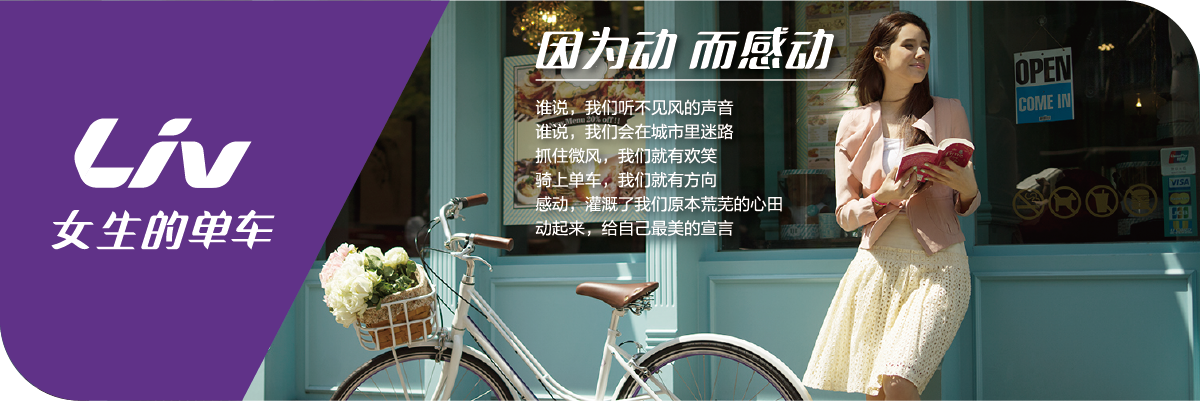 Liv
女生的单车
因为动 而感动
谁说，我们听不见风的声音
谁说，我们会在城市里迷路
抓住微风，我们就有欢笑
骑上单车，我们就有方向
感动，灌溉了我们原本荒芜的心田
动起来，给自己最美的宣言
Menu 20% off!!
OPEN
COME IN
VISA